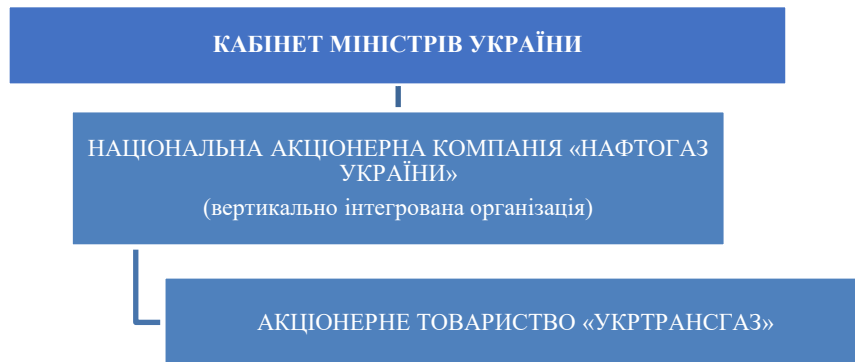 КАБІНЕТ МІНІСТРІВ УКРАЇНИ
НАЦІОНАЛЬНА АКЦІОНЕРНА КОМПАНІЯ «НАФТОГАЗ
УКРАЇНИ»
(вертикально інтегрована організація)
АКЦІОНЕРНЕ ТОВАРИСТВО «УКРТРАНСГАЗ»